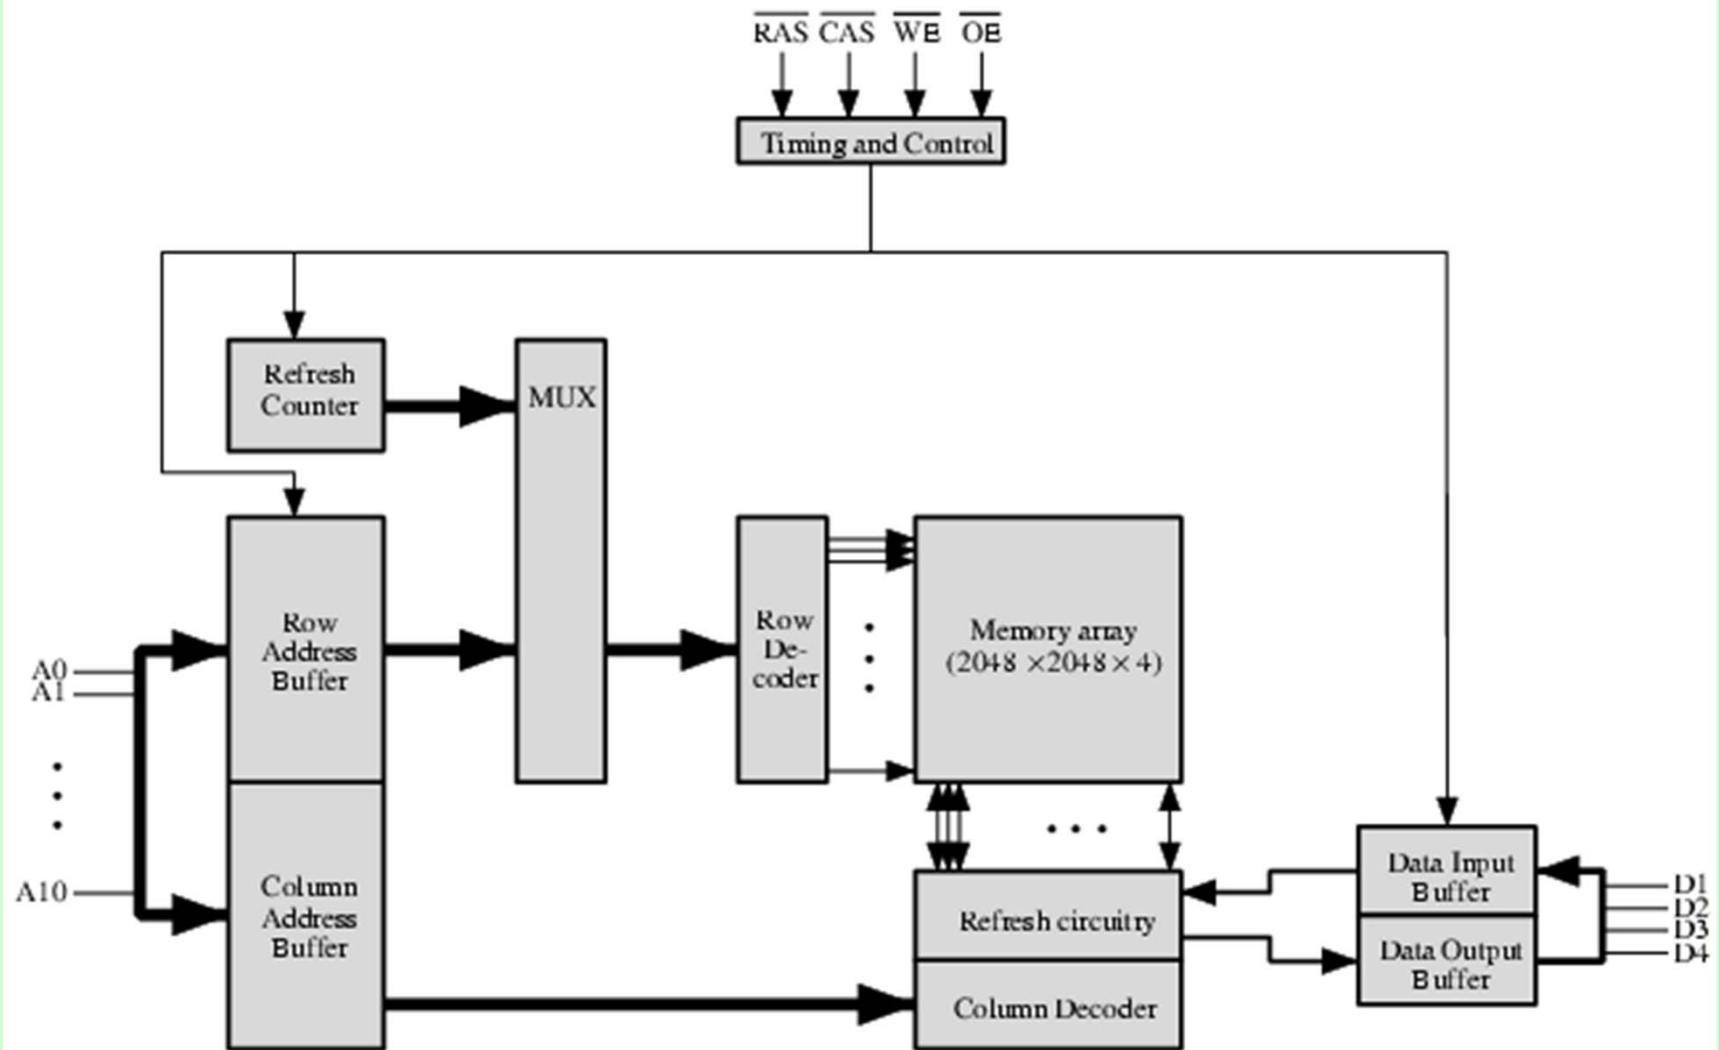 RAS CAS WE OE
Timing and Control
Refresh
Counter
MUX
Row
Address
Buffer
Row
De-
coder
Memory array
(2048 ×2048× 4)
A0
A1
A10
Column
Address
Buffer
Refresh circuitry
Column Decoder
Data Input
Buffer
Data Output
Buffer
D1
D2
D3
D4